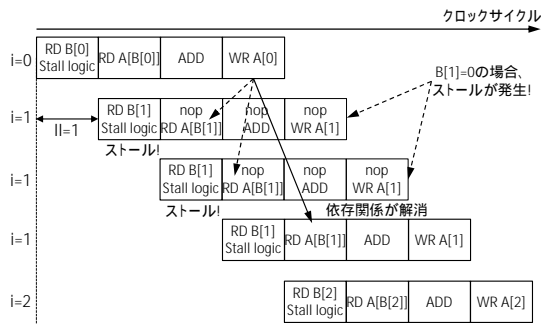 クロックサイクル
i=0
RD B[0]
Stall logic
RD A[B[0]]
ADD
WR A[0]
B[1]=0の場合、
ストールが発生!
i=1
II=1
RD B[1]
Stall logic
nop
RD A[B[1]]
nop
ADD
nop
WR A[1]
ストール!
i=1
RD B[1]
Stall logic
nop
RD A[B[1]]
nop
ADD
nop
WR A[1]
ストール!
依存関係が解消
i=1
RD B[1]
Stall logic
RD A[B[1]]
ADD
WR A[1]
i=2
RD B[2]
Stall logic
RD A[B[2]]
ADD
WR A[2]